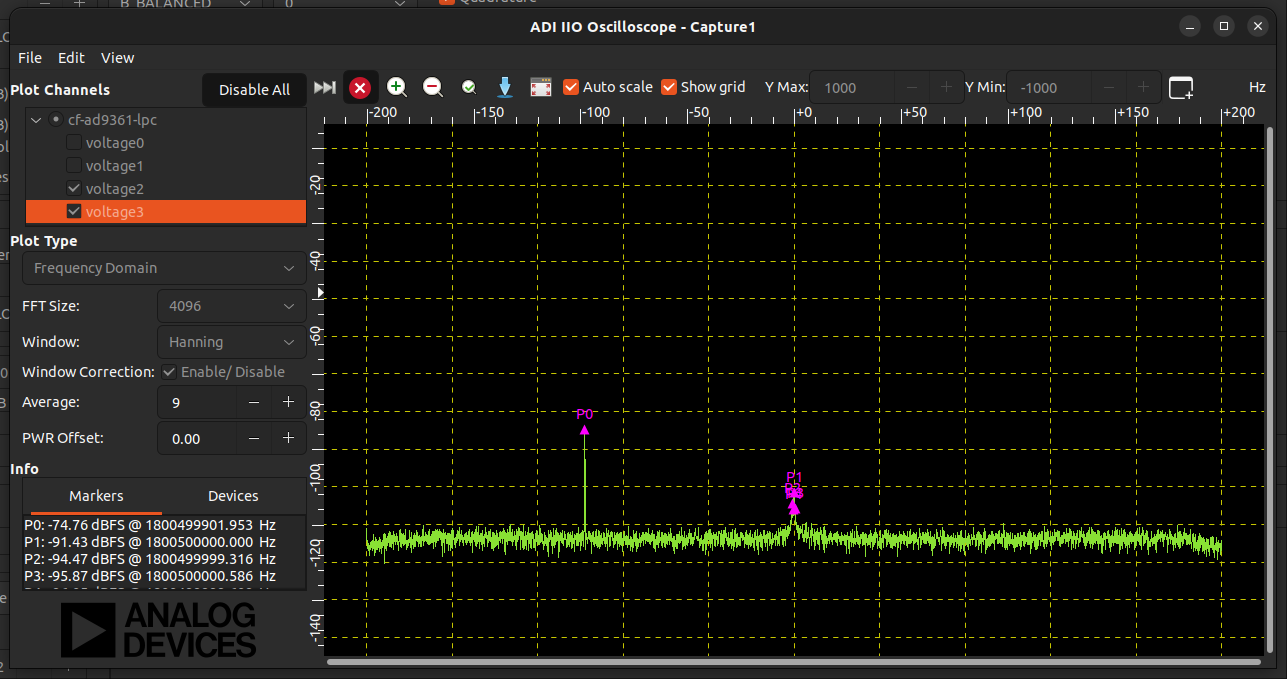 B BALANCED
0
Quadrature
ADI IIO Oscilloscope - Capture1
File Edit View
Plot Channels
Disable All
Auto scale
Show grid
Y Max: 1000 − +
Y Min: -1000 − +
Hz
cf-ad9361-lpc
voltage0
voltage1
voltage2
voltage3
Plot Type
Frequency Domain
FFT Size: 4096
Window: Hanning
Window Correction: Enable/ Disable
Average: 9 − +
PWR Offset: 0.00 − +
Info
Markers Devices
P0: -74.76 dBFS @ 1800499901.953 Hz
P1: -91.43 dBFS @ 1800500000.000 Hz
P2: -94.47 dBFS @ 1800499999.316 Hz
P3: -95.87 dBFS @ 1800500000.586 Hz
ANALOG
DEVICES
-200 -150 -100 -50 +0 +50 +100 +150 +200
-20
-40
-60
-80
-100
-120
-140
P0
P1